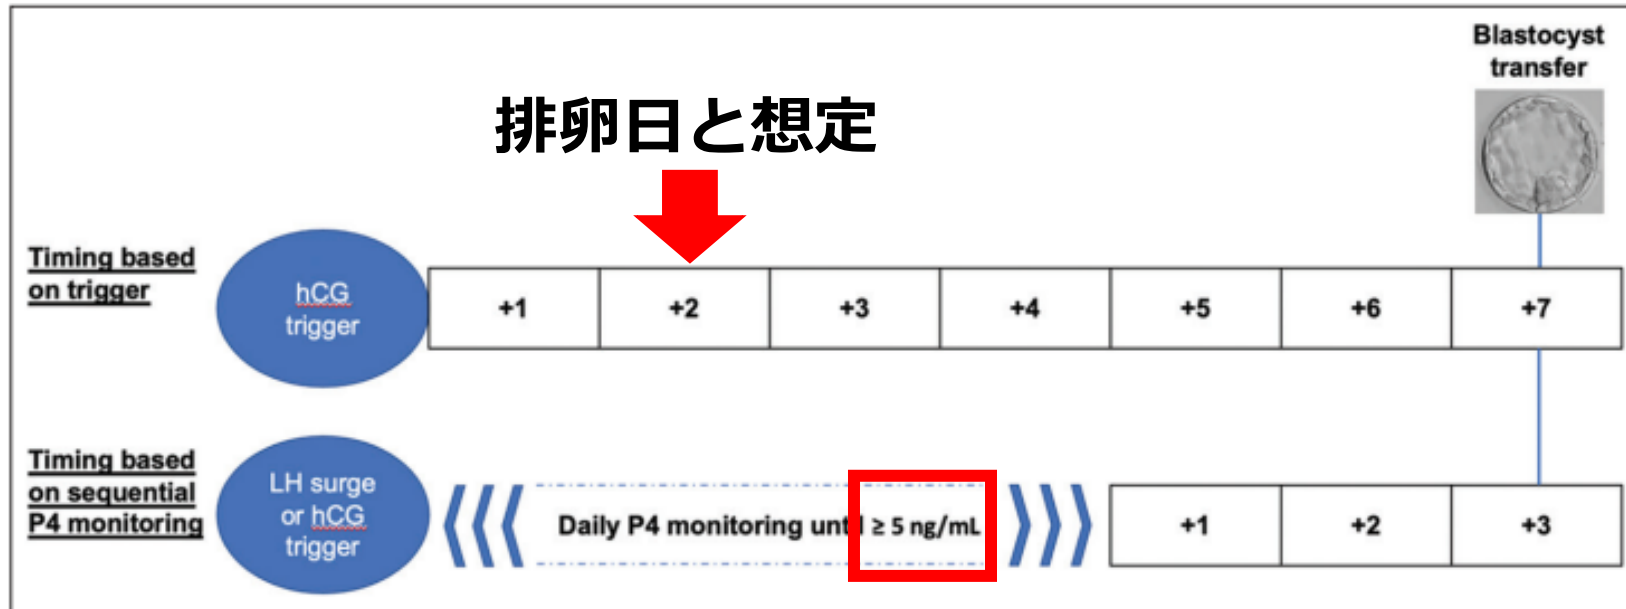 Blastocyst
transfer
排卵日と想定
Timing based
on trigger
hCG
trigger
+1
+2
+3
+4
+5
+6
+7
Timing based
on sequential
P4 monitoring
LH surge
or hCG
trigger
Daily P4 monitoring until ≥ 5 ng/mL
+1
+2
+3